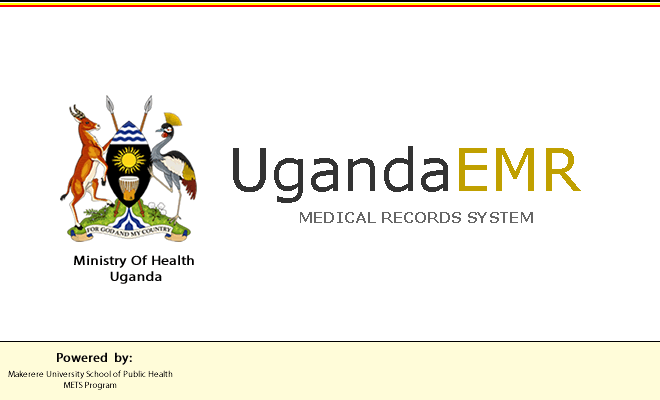 UgandaEMR
MEDICAL RECORDS SYSTEM
FOR GOD AND MY COUNTRY
Ministry Of Health
Uganda
Powered by:
Makerere University School of Public Health
METS Program